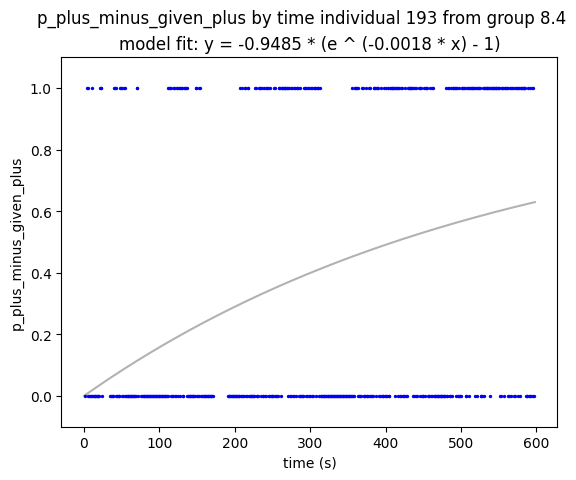 p_plus_minus_given_plus by time individual 193 from group 8.4
model fit: y = -0.9485 * (e ^ (-0.0018 * x) - 1)
1.0
0.8
0.6
0.4
0.2
0.0
p_plus_minus_given_plus
0 100 200 300 400 500 600
time (s)